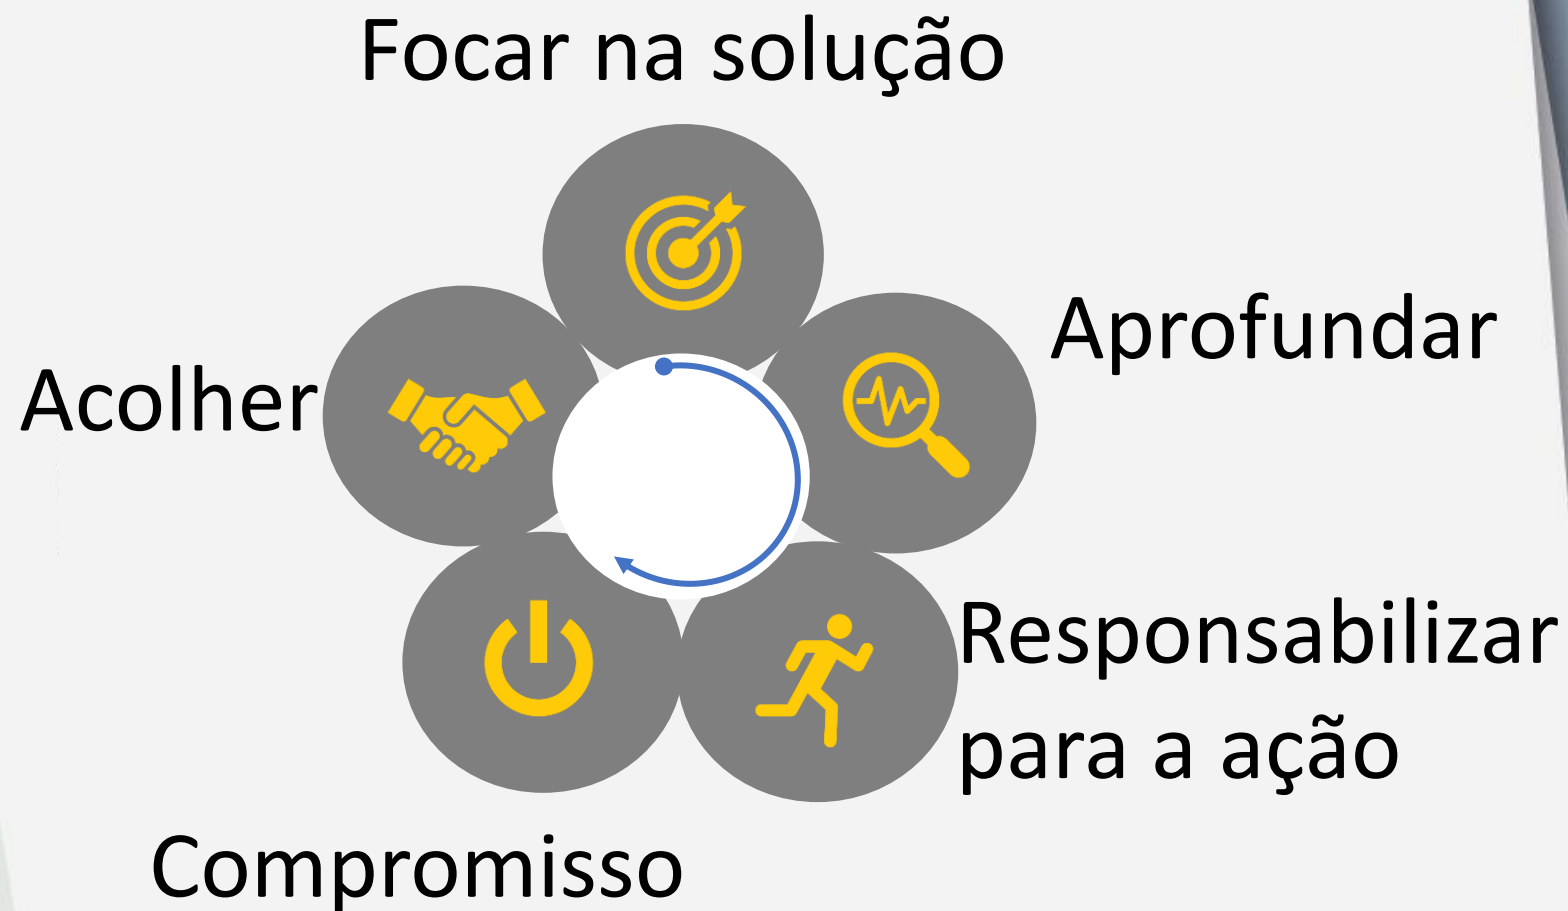 Focar na solução
Aprofundar
Acolher
Responsabilizar
para a ação
Compromisso